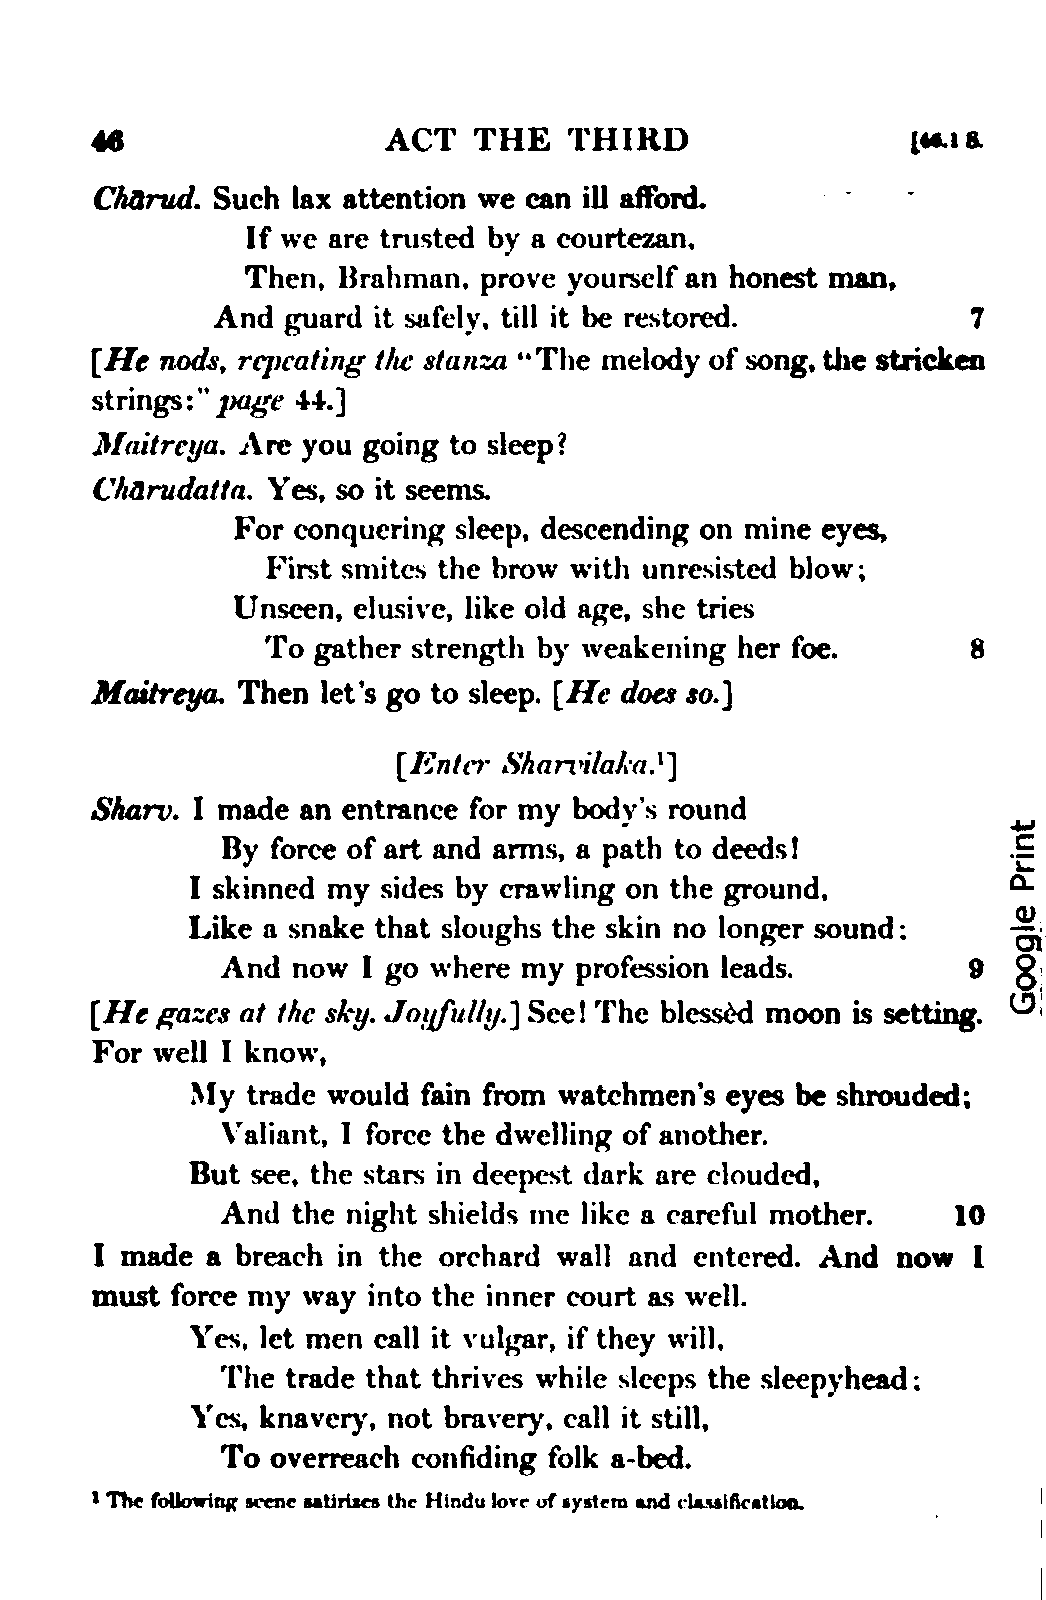 46 ACT THE THIRD [46.1 S.
Chārud. Such lax attention we can ill afford.
If we are trusted by a courtezan,
Then, Brahman, prove yourself an honest man,
And guard it safely, till it be restored. 7
[He nods, repeating the stanza "The melody of song, the stricken
strings:" page 44.]
Maitreya. Are you going to sleep?
Chārudatta. Yes, so it seems.
For conquering sleep, descending on mine eyes,
First smites the brow with unresisted blow;
Unseen, elusive, like old age, she tries
To gather strength by weakening her foe. 8
Maitreya. Then let's go to sleep. [He does so.]
[Enter Sharvilaka.¹]
Sharv. I made an entrance for my body's round
By force of art and arms, a path to deeds!
I skinned my sides by crawling on the ground,
Like a snake that sloughs the skin no longer sound:
And now I go where my profession leads. 9
[He gazes at the sky. Joyfully.] See! The blessèd moon is setting.
For well I know,
My trade would fain from watchmen's eyes be shrouded;
Valiant, I force the dwelling of another.
But see, the stars in deepest dark are clouded,
And the night shields me like a careful mother. 10
I made a breach in the orchard wall and entered. And now I
must force my way into the inner court as well.
Yes, let men call it vulgar, if they will,
The trade that thrives while sleeps the sleepyhead:
Yes, knavery, not bravery, call it still,
To overreach confiding folk a-bed.
¹ The following scene satirizes the Hindu love of system and classification.
Google Print